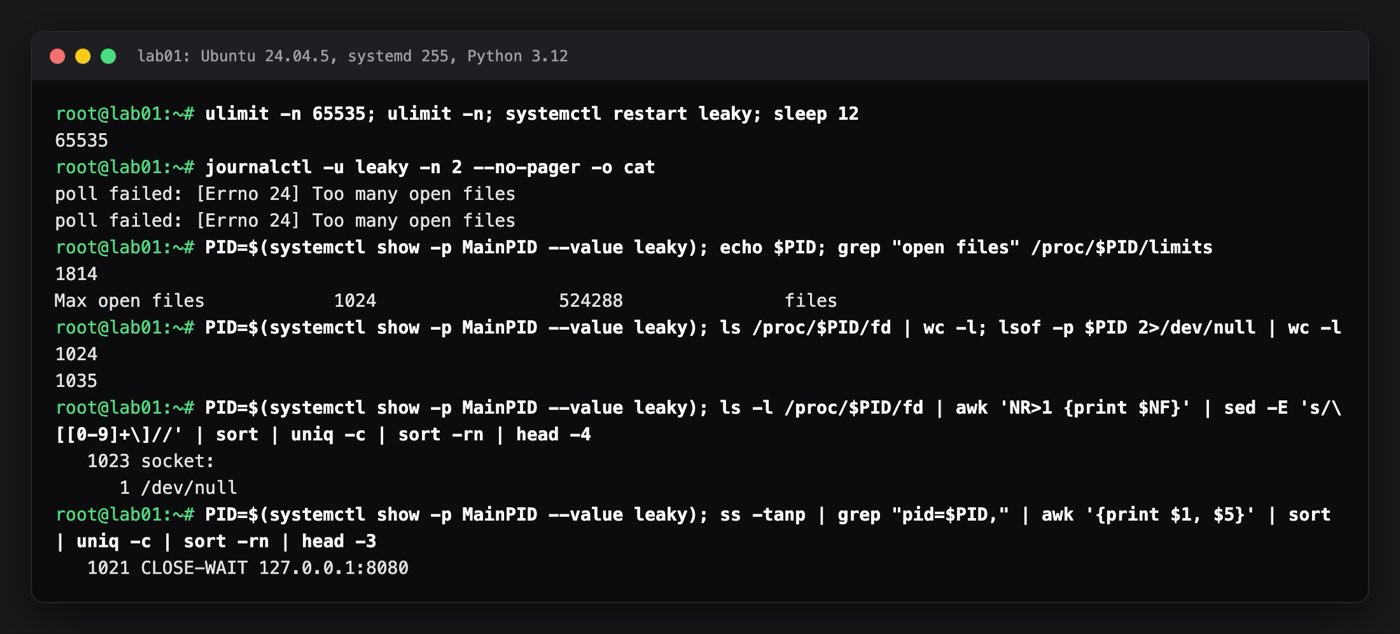 lab01: Ubuntu 24.04.5, systemd 255, Python 3.12
root@lab01:~# ulimit -n 65535; ulimit -n; systemctl restart leaky; sleep 12
65535
root@lab01:~# journalctl -u leaky -n 2 --no-pager -o cat
poll failed: [Errno 24] Too many open files
poll failed: [Errno 24] Too many open files
root@lab01:~# PID=$(systemctl show -p MainPID --value leaky); echo $PID; grep "open files" /proc/$PID/limits
1814
Max open files            1024                 524288               files
root@lab01:~# PID=$(systemctl show -p MainPID --value leaky); ls /proc/$PID/fd | wc -l; lsof -p $PID 2>/dev/null | wc -l
1024
1035
root@lab01:~# PID=$(systemctl show -p MainPID --value leaky); ls -l /proc/$PID/fd | awk 'NR>1 {print $NF}' | sed -E 's/\
[[0-9]+\]//' | sort | uniq -c | sort -rn | head -4
   1023 socket:
      1 /dev/null
root@lab01:~# PID=$(systemctl show -p MainPID --value leaky); ss -tanp | grep "pid=$PID," | awk '{print $1, $5}' | sort
| uniq -c | sort -rn | head -3
   1021 CLOSE-WAIT 127.0.0.1:8080